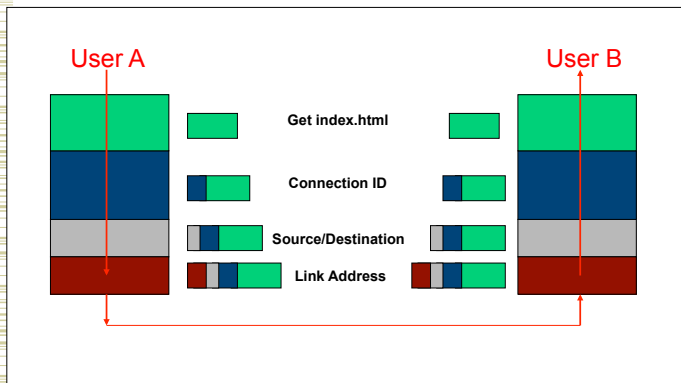 User A
User B
Get index.html
Connection ID
Source/Destination
Link Address